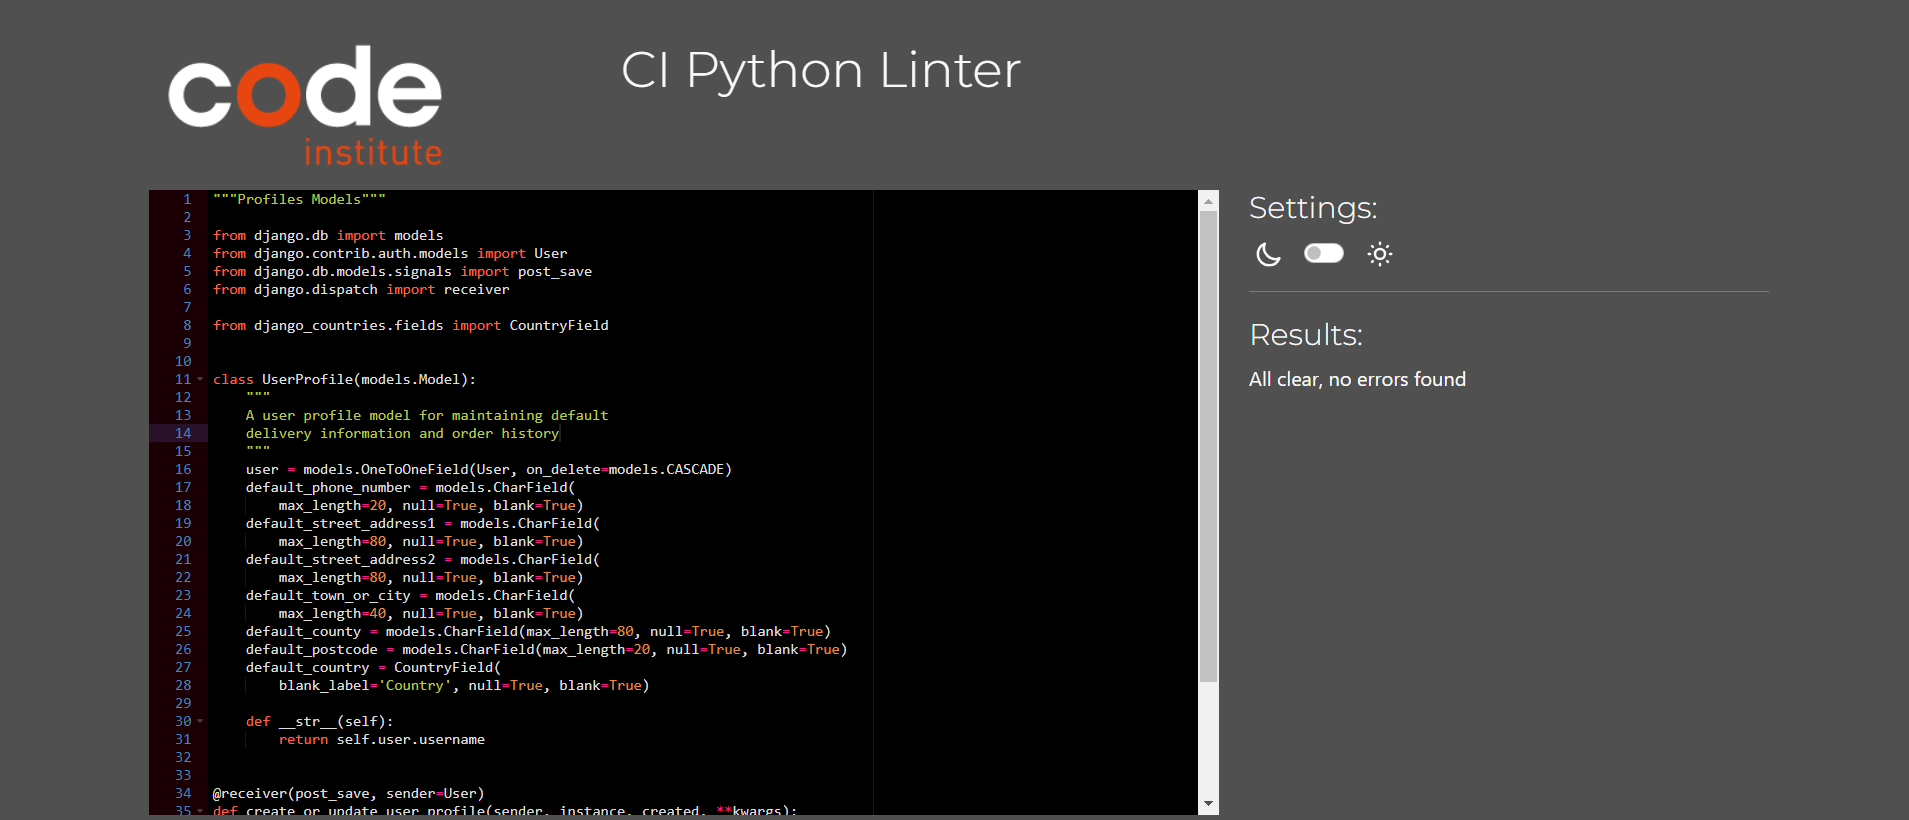 code
institute
CI Python Linter
1 """Profiles Models"""
2
3 from django.db import models
4 from django.contrib.auth.models import User
5 from django.db.models.signals import post_save
6 from django.dispatch import receiver
7
8 from django_countries.fields import CountryField
9
10
11 class UserProfile(models.Model):
12     """
13     A user profile model for maintaining default
14     delivery information and order history
15     """
16     user = models.OneToOneField(User, on_delete=models.CASCADE)
17     default_phone_number = models.CharField(
18         max_length=20, null=True, blank=True)
19     default_street_address1 = models.CharField(
20         max_length=80, null=True, blank=True)
21     default_street_address2 = models.CharField(
22         max_length=80, null=True, blank=True)
23     default_town_or_city = models.CharField(
24         max_length=40, null=True, blank=True)
25     default_county = models.CharField(max_length=80, null=True, blank=True)
26     default_postcode = models.CharField(max_length=20, null=True, blank=True)
27     default_country = CountryField(
28         blank_label='Country', null=True, blank=True)
29
30     def __str__(self):
31         return self.user.username
32
33
34 @receiver(post_save, sender=User)
35 def create_or_update_user_profile(sender, instance, created, **kwargs):
Settings:
Results:
All clear, no errors found